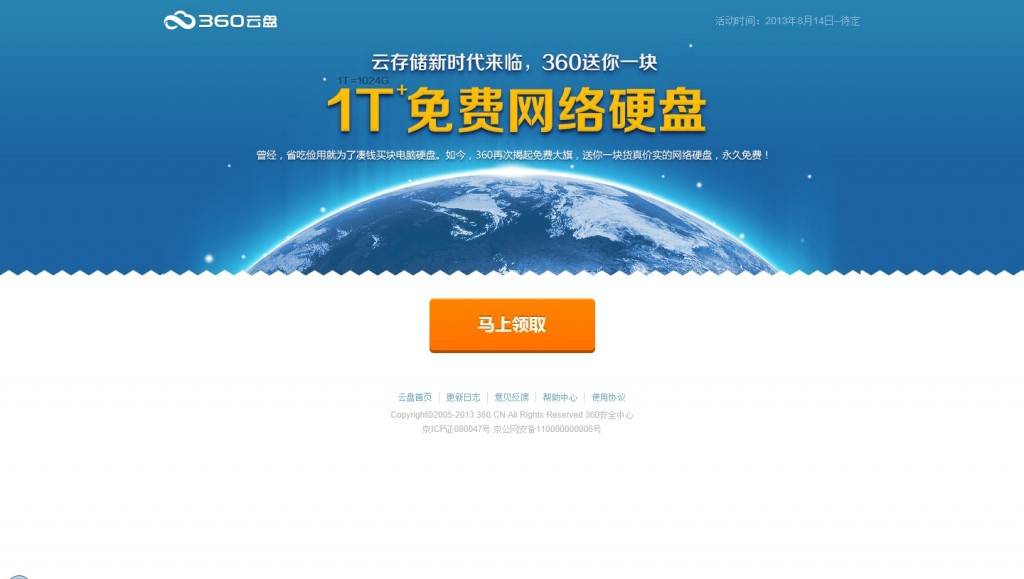 360云盘
活动时间：2013年8月14日--待定
云存储新时代来临，360送你一块
1T =1024G
1T+免费网络硬盘
曾经，省吃俭用就为了凑钱买块电脑硬盘。如今，360再次揭起免费大旗，送你一块货真价实的网络硬盘，永久免费！
马上领取
云盘首页 | 更新日志 | 意见反馈 | 帮助中心 | 使用协议
Copyright©2005-2013 360.CN All Rights Reserved 360安全中心
京ICP证080047号 京公网安备110000000006号